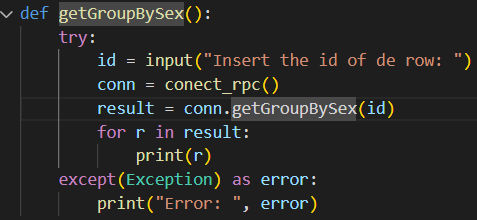 def getGroupBySex():
    try:
        id = input("Insert the id of de row: ")
        conn = conect_rpc()
        result = conn.getGroupBySex(id)
        for r in result:
            print(r)
    except(Exception) as error:
        print("Error: ", error)